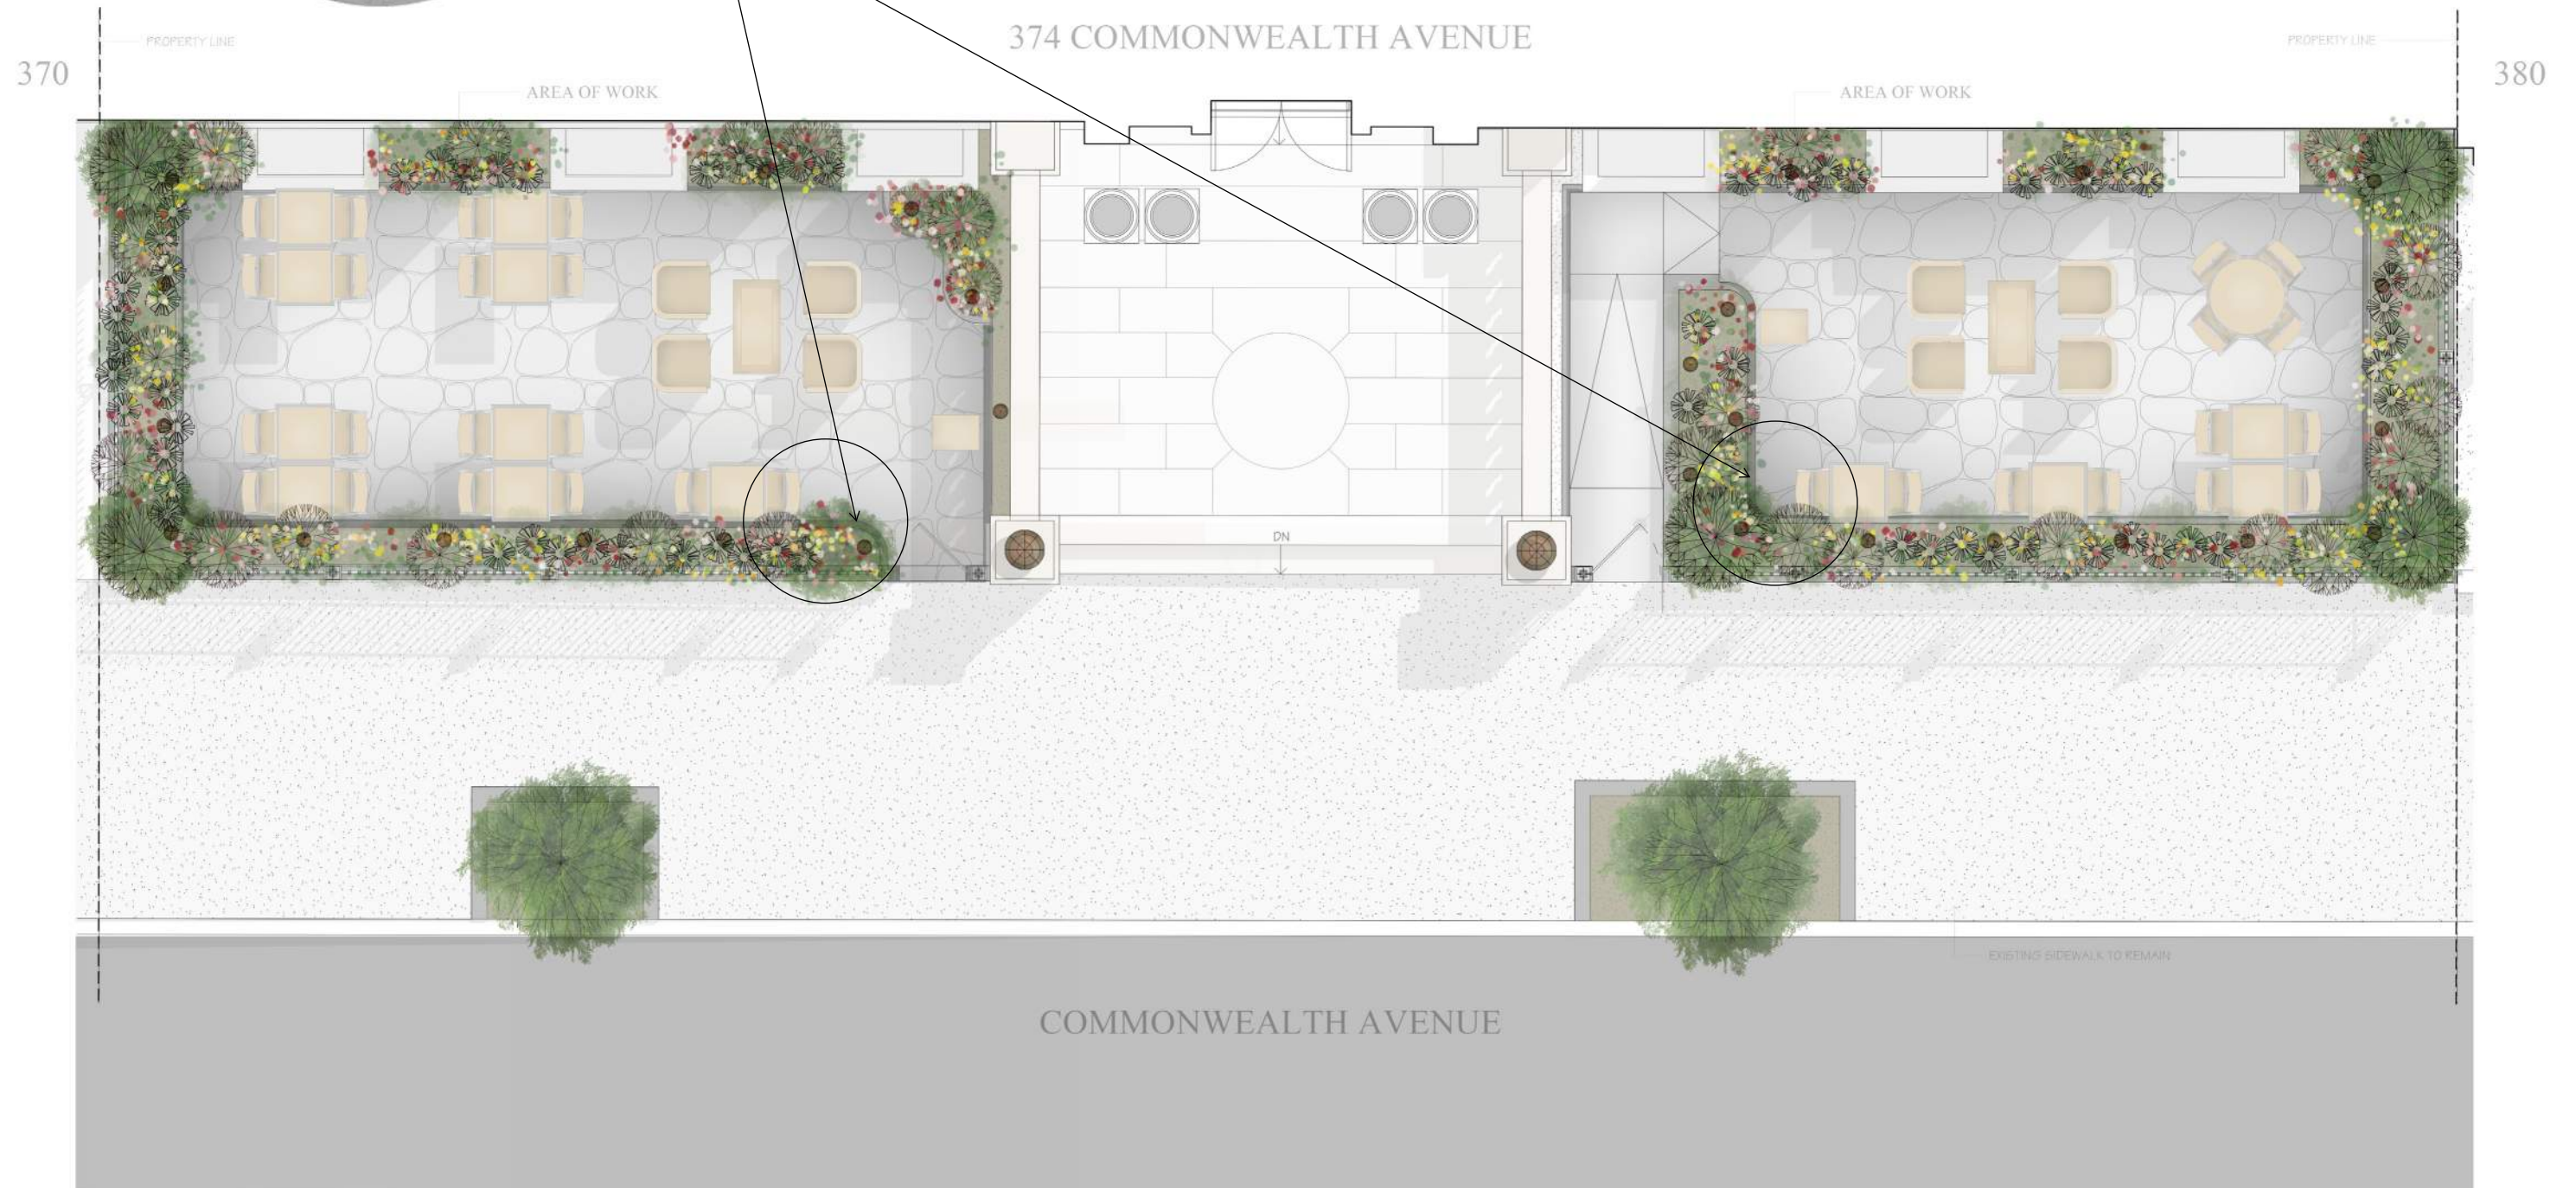 374 COMMONWEALTH AVENUE
PROPERTY LINE
PROPERTY LINE
370
380
AREA OF WORK
AREA OF WORK
DN
EXISTING SIDEWALK TO REMAIN
COMMONWEALTH AVENUE